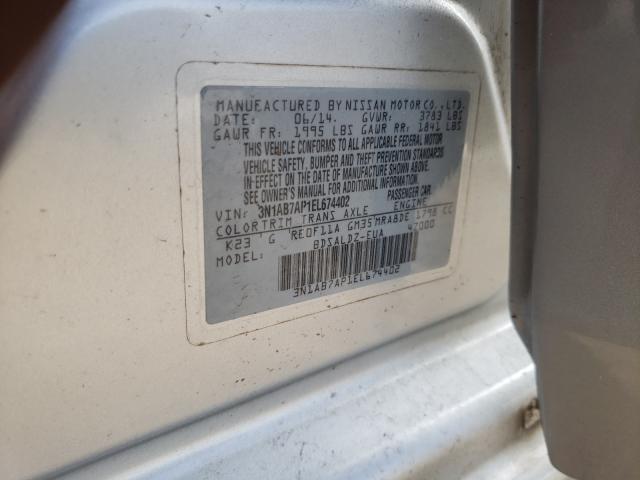 MANUFACTURED BY NISSAN MOTOR CO., LTD.
DATE: 06/14. GVWR: 3783 LBS
GAWR FR: 1995 LBS GAWR RR: 1841 LBS
THIS VEHICLE CONFORMS TO ALL APPLICABLE FEDERAL MOTOR
VEHICLE SAFETY, BUMPER AND THEFT PREVENTION STANDARDS
IN EFFECT ON THE DATE OF MANUFACTURE SHOWN ABOVE.
SEE OWNER'S MANUAL FOR ADDITIONAL INFORMATION.
VIN: 3N1AB7AP1EL674402 PASSENGER CAR
COLOR TRIM TRANS AXLE ENGINE
K23 G RE0F11A GM35 MRA8DE 1798 CC
MODEL: BDSALDZ-EUA 47000
3N1AB7AP1EL674402